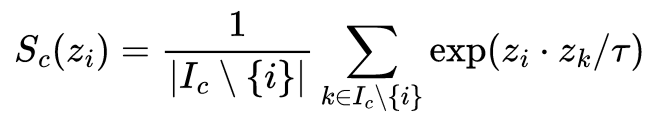 S_c(z_i) = \frac{1}{|I_c \setminus \{i\}|} \sum_{k \in I_c \setminus \{i\}} \exp(z_i \cdot z_k / \tau)